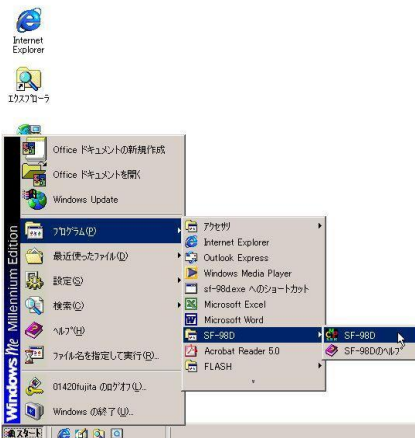 Internet
Explorer
エクスプローラ
Office ドキュメントの新規作成
Office ドキュメントを開く
Windows Update
プログラム(P)
最近使ったファイル(D)
設定(S)
検索(C)
ヘルプ(H)
ファイル名を指定して実行(R)...
01420fujita のログオフ(L)...
Windows の終了(U)...
Windows Me Millennium Edition
アクセサリ
Internet Explorer
Outlook Express
Windows Media Player
sf-98d.exe へのショートカット
Microsoft Excel
Microsoft Word
SF-98D
Acrobat Reader 5.0
FLASH
SF-98D
SF-98Dのヘルプ
スタート